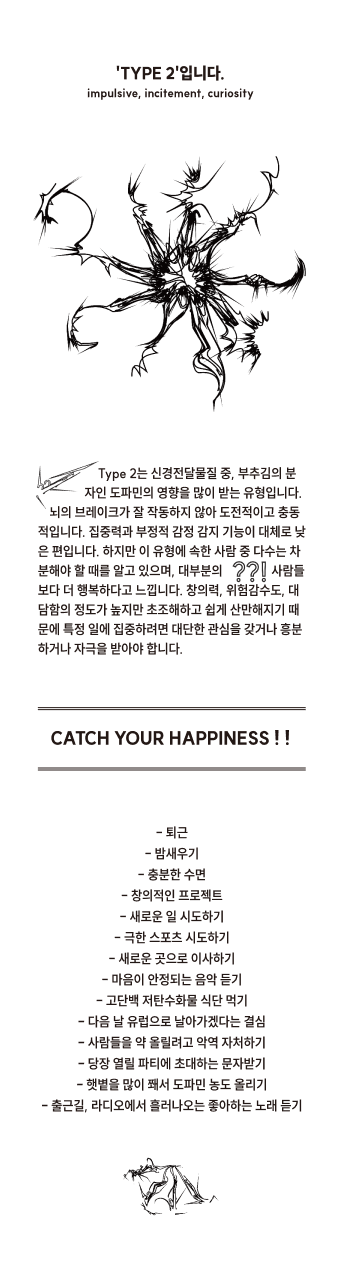 'TYPE 2'입니다.
impulsive, incitement, curiosity
Type 2는 신경전달물질 중, 부추김의 분
자인 도파민의 영향을 많이 받는 유형입니다.
뇌의 브레이크가 잘 작동하지 않아 도전적이고 충동
적입니다. 집중력과 부정적 감정 감지 기능이 대체로 낮
은 편입니다. 하지만 이 유형에 속한 사람 중 다수는 차
분해야 할 때를 알고 있으며, 대부분의 ??! 사람들
보다 더 행복하다고 느낍니다. 창의력, 위험감수도, 대
담함의 정도가 높지만 초조해하고 쉽게 산만해지기 때
문에 특정 일에 집중하려면 대단한 관심을 갖거나 흥분
하거나 자극을 받아야 합니다.
CATCH YOUR HAPPINESS ! !
- 퇴근
- 밤새우기
- 충분한 수면
- 창의적인 프로젝트
- 새로운 일 시도하기
- 극한 스포츠 시도하기
- 새로운 곳으로 이사하기
- 마음이 안정되는 음악 듣기
- 고단백 저탄수화물 식단 먹기
- 다음 날 유럽으로 날아가겠다는 결심
- 사람들을 약 올릴려고 악역 자처하기
- 당장 열릴 파티에 초대하는 문자받기
- 햇볕을 많이 쫴서 도파민 농도 올리기
- 출근길, 라디오에서 흘러나오는 좋아하는 노래 듣기